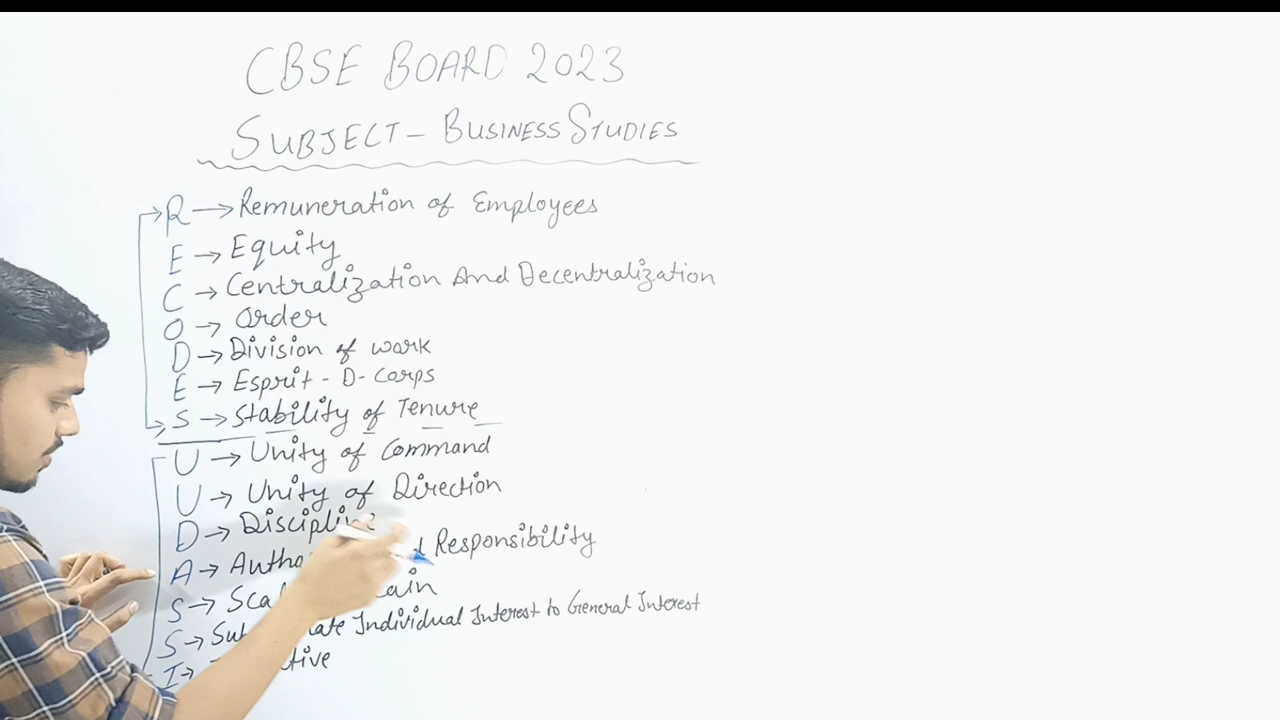 CBSE BOARD 2023
SUBJECT - BUSINESS STUDIES
R → Remuneration of Employees
E → Equity
C → Centralization And Decentralization
O → Order
D → Division of work
E → Esprit - D - Corps
S → Stability of Tenure
U → Unity of Command
U → Unity of Direction
D → Discipline
A → Responsibility
S →
S → Individual Interest to General Interest
I →